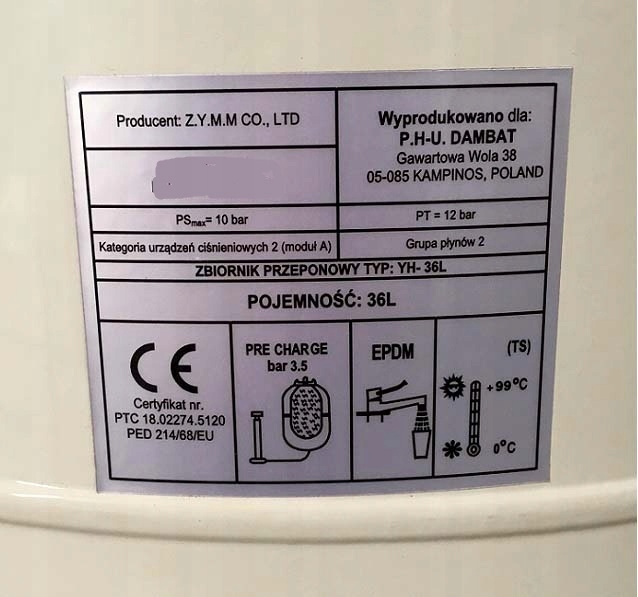 Producent: Z.Y.M.M CO., LTD
Wyprodukowano dla:
P.H-U. DAMBAT
Gawartowa Wola 38
05-085 KAMPINOS, POLAND
PSmax= 10 bar
PT = 12 bar
Kategoria urządzeń ciśnieniowych 2 (moduł A)
Grupa płynów 2
ZBIORNIK PRZEPONOWY TYP: YH- 36L
POJEMNOŚĆ: 36L
CE
Certyfikat nr.
PTC 18.02274.5120
PED 214/68/EU
PRE CHARGE
bar 3.5
EPDM
(TS)
+99°C
0°C